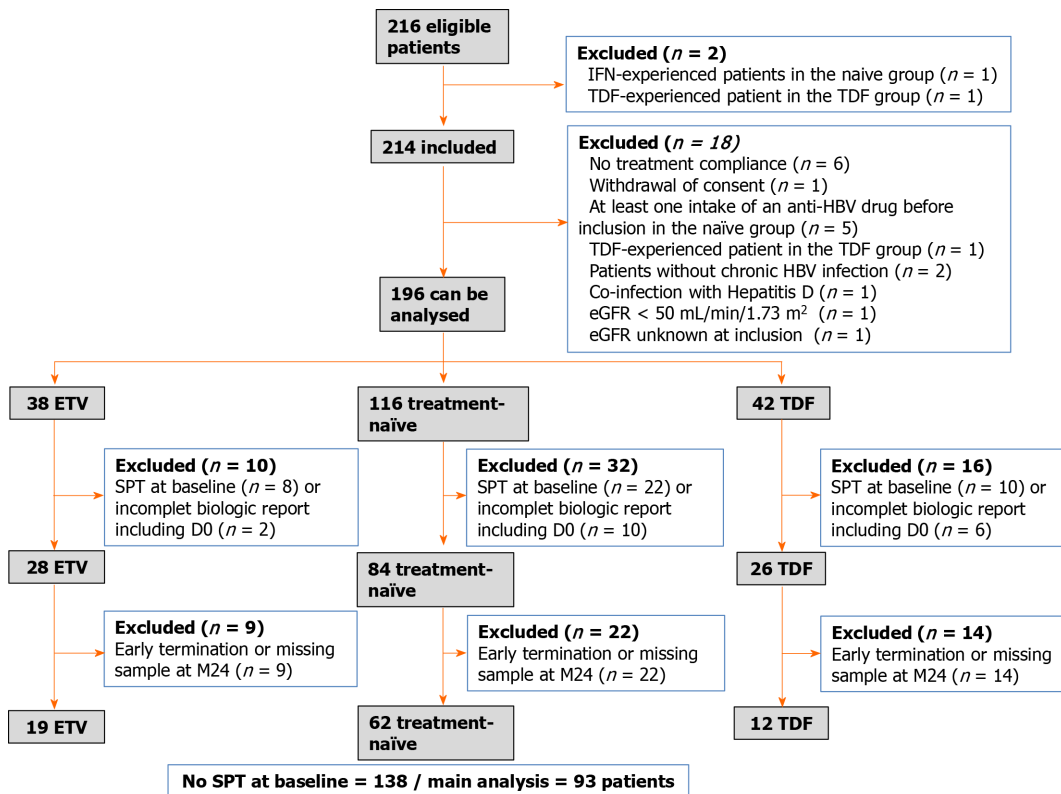 216 eligible
patients
Excluded (n = 2)
IFN-experienced patients in the naive group (n = 1)
TDF-experienced patient in the TDF group (n = 1)
214 included
Excluded (n = 18)
No treatment compliance (n = 6)
Withdrawal of consent (n = 1)
At least one intake of an anti-HBV drug before
inclusion in the naïve group (n = 5)
TDF-experienced patient in the TDF group (n = 1)
Patients without chronic HBV infection (n = 2)
Co-infection with Hepatitis D (n = 1)
eGFR < 50 mL/min/1.73 m² (n = 1)
eGFR unknown at inclusion (n = 1)
196 can be
analysed
38 ETV
116 treatment-
naïve
42 TDF
Excluded (n = 10)
SPT at baseline (n = 8) or
incomplet biologic report
including D0 (n = 2)
Excluded (n = 32)
SPT at baseline (n = 22) or
incomplet biologic report
including D0 (n = 10)
Excluded (n = 16)
SPT at baseline (n = 10) or
incomplet biologic report
including D0 (n = 6)
28 ETV
84 treatment-
naïve
26 TDF
Excluded (n = 9)
Early termination or missing
sample at M24 (n = 9)
Excluded (n = 22)
Early termination or missing
sample at M24 (n = 22)
Excluded (n = 14)
Early termination or missing
sample at M24 (n = 14)
19 ETV
62 treatment-
naïve
12 TDF
No SPT at baseline = 138 / main analysis = 93 patients